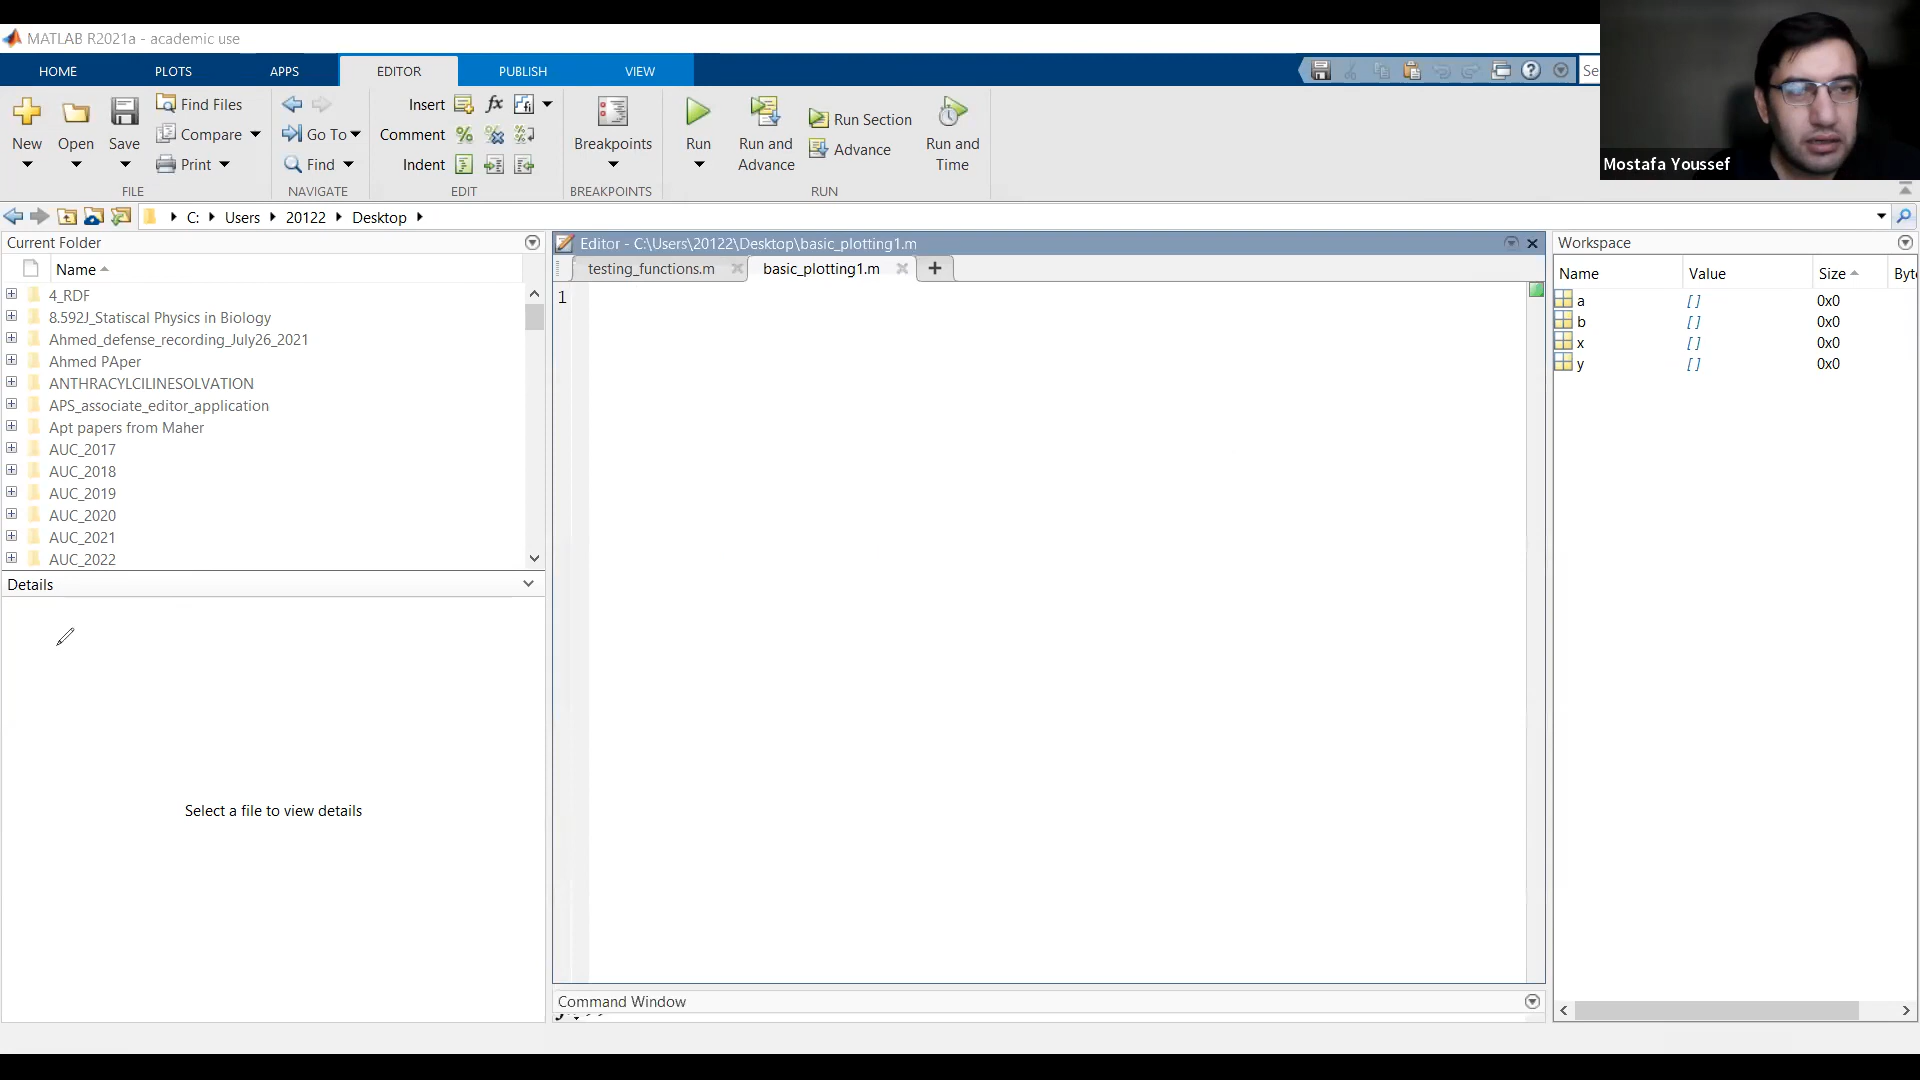 MATLAB R2021a - academic use
HOME PLOTS APPS EDITOR PUBLISH VIEW
Se
New Open Save
Find Files
Compare
Print
FILE
Go To
Find
NAVIGATE
Insert fx fi
Comment % % %
Indent
EDIT
Breakpoints
BREAKPOINTS
Run
Run and Advance
Run Section
Advance
Run and Time
RUN
Mostafa Youssef
C: Users 20122 Desktop
Current Folder
Name
4_RDF
8.592J_Statiscal Physics in Biology
Ahmed_defense_recording_July26_2021
Ahmed PAper
ANTHRACYLCILINESOLVATION
APS_associate_editor_application
Apt papers from Maher
AUC_2017
AUC_2018
AUC_2019
AUC_2020
AUC_2021
AUC_2022
Details
Select a file to view details
Editor - C:\Users\20122\Desktop\basic_plotting1.m
testing_functions.m basic_plotting1.m
1
Command Window
Workspace
Name Value Size Byt
a [] 0x0
b [] 0x0
x [] 0x0
y [] 0x0